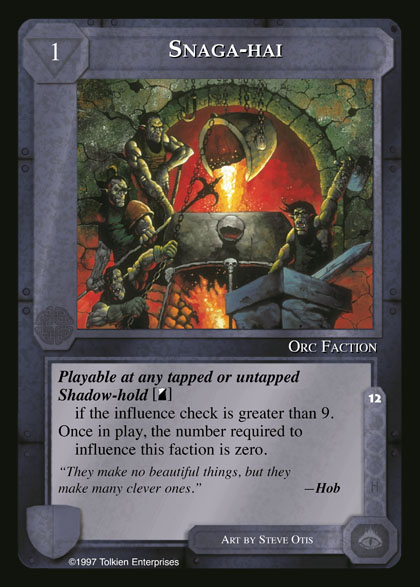 1
SNAGA-HAI
ORC FACTION
Playable at any tapped or untapped
Shadow-hold [ ]
if the influence check is greater than 9.
Once in play, the number required to
influence this faction is zero.
12
“They make no beautiful things, but they
make many clever ones.” —Hob
ART BY STEVE OTIS
©1997 Tolkien Enterprises